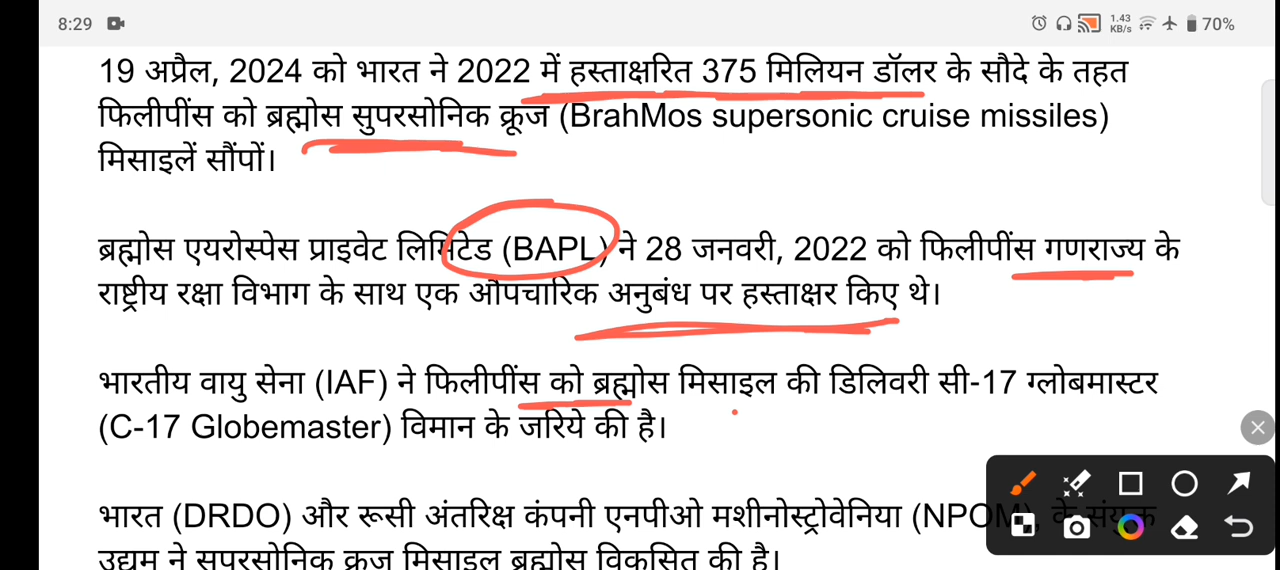 8:29
1.43 KB/s 70%
19 अप्रैल, 2024 को भारत ने 2022 में हस्ताक्षरित 375 मिलियन डॉलर के सौदे के तहत
फिलीपींस को ब्रह्मोस सुपरसोनिक क्रूज (BrahMos supersonic cruise missiles)
मिसाइलें सौंपों।
ब्रह्मोस एयरोस्पेस प्राइवेट लिमिटेड (BAPL) ने 28 जनवरी, 2022 को फिलीपींस गणराज्य के
राष्ट्रीय रक्षा विभाग के साथ एक औपचारिक अनुबंध पर हस्ताक्षर किए थे।
भारतीय वायु सेना (IAF) ने फिलीपींस को ब्रह्मोस मिसाइल की डिलिवरी सी-17 ग्लोबमास्टर
(C-17 Globemaster) विमान के जरिये की है।
भारत (DRDO) और रूसी अंतरिक्ष कंपनी एनपीओ मशीनोस्ट्रोवेनिया (NPOM), के संयुक्त
उद्यम ने सुपरसोनिक क्रूज मिसाइल ब्रह्मोस विकसित की है।